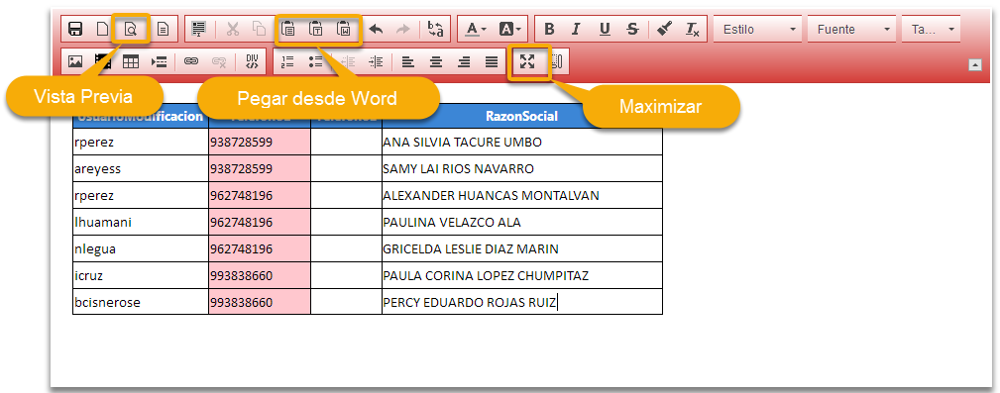 Estilo Fuente Ta...
Vista Previa
Pegar desde Word
Maximizar
UsuarioModificacion RazonSocial
rperez 938728599 ANA SILVIA TACURE UMBO
areyess 938728599 SAMY LAI RIOS NAVARRO
rperez 962748196 ALEXANDER HUANCAS MONTALVAN
lhuamani 962748196 PAULINA VELAZCO ALA
nlegua 962748196 GRICELDA LESLIE DIAZ MARIN
icruz 993838660 PAULA CORINA LOPEZ CHUMPITAZ
bcisnerose 993838660 PERCY EDUARDO ROJAS RUIZ